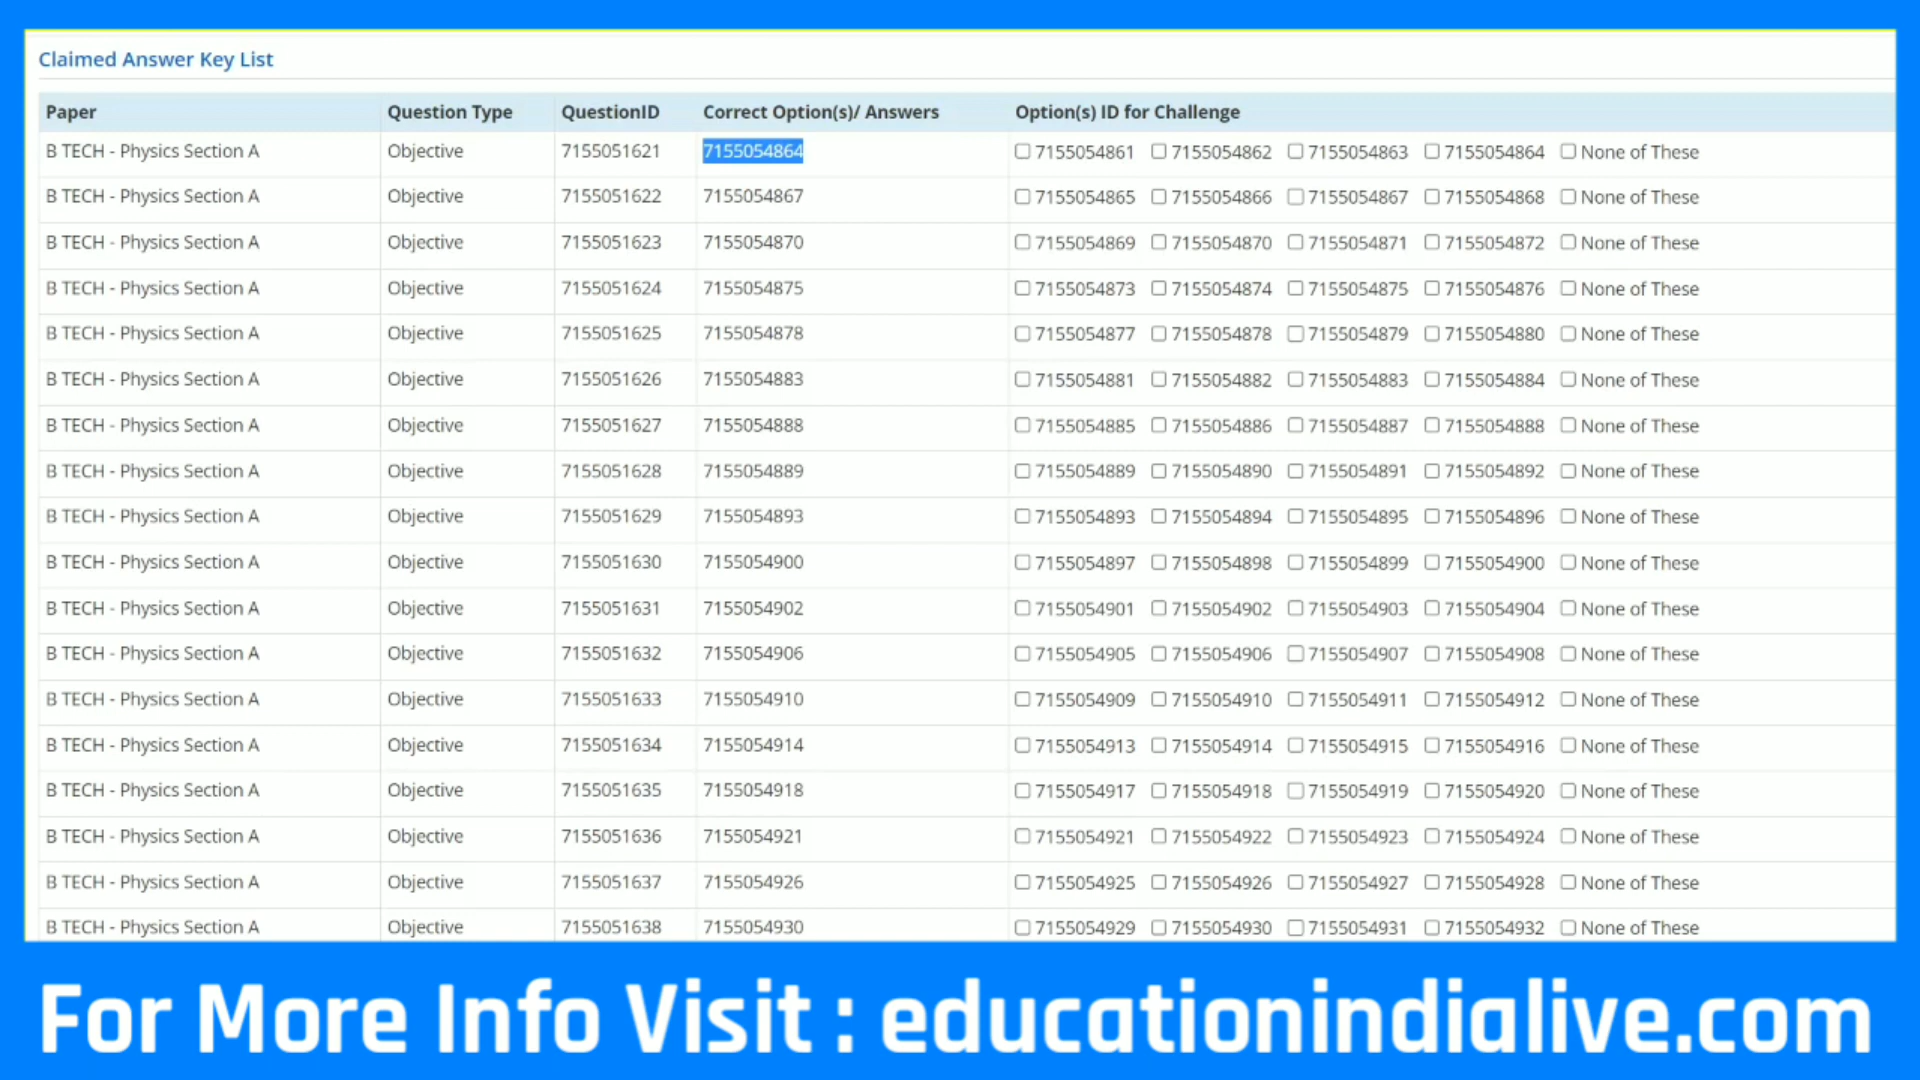 Claimed Answer Key List
Paper Question Type QuestionID Correct Option(s)/ Answers Option(s) ID for Challenge
B TECH - Physics Section A Objective 7155051621 7155054864 7155054861 7155054862 7155054863 7155054864 None of These
B TECH - Physics Section A Objective 7155051622 7155054867 7155054865 7155054866 7155054867 7155054868 None of These
B TECH - Physics Section A Objective 7155051623 7155054870 7155054869 7155054870 7155054871 7155054872 None of These
B TECH - Physics Section A Objective 7155051624 7155054875 7155054873 7155054874 7155054875 7155054876 None of These
B TECH - Physics Section A Objective 7155051625 7155054878 7155054877 7155054878 7155054879 7155054880 None of These
B TECH - Physics Section A Objective 7155051626 7155054883 7155054881 7155054882 7155054883 7155054884 None of These
B TECH - Physics Section A Objective 7155051627 7155054888 7155054885 7155054886 7155054887 7155054888 None of These
B TECH - Physics Section A Objective 7155051628 7155054889 7155054889 7155054890 7155054891 7155054892 None of These
B TECH - Physics Section A Objective 7155051629 7155054893 7155054893 7155054894 7155054895 7155054896 None of These
B TECH - Physics Section A Objective 7155051630 7155054900 7155054897 7155054898 7155054899 7155054900 None of These
B TECH - Physics Section A Objective 7155051631 7155054902 7155054901 7155054902 7155054903 7155054904 None of These
B TECH - Physics Section A Objective 7155051632 7155054906 7155054905 7155054906 7155054907 7155054908 None of These
B TECH - Physics Section A Objective 7155051633 7155054910 7155054909 7155054910 7155054911 7155054912 None of These
B TECH - Physics Section A Objective 7155051634 7155054914 7155054913 7155054914 7155054915 7155054916 None of These
B TECH - Physics Section A Objective 7155051635 7155054918 7155054917 7155054918 7155054919 7155054920 None of These
B TECH - Physics Section A Objective 7155051636 7155054921 7155054921 7155054922 7155054923 7155054924 None of These
B TECH - Physics Section A Objective 7155051637 7155054926 7155054925 7155054926 7155054927 7155054928 None of These
B TECH - Physics Section A Objective 7155051638 7155054930 7155054929 7155054930 7155054931 7155054932 None of These
For More Info Visit : educationindialive.com